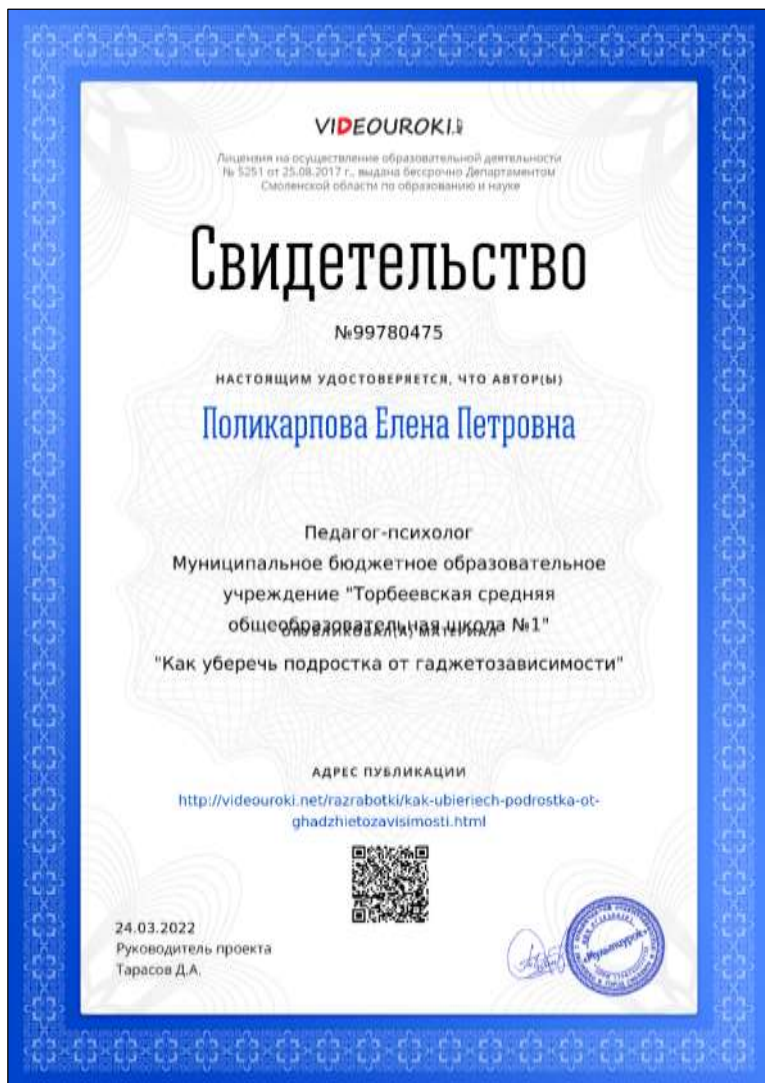 VIDEOUROKI.
Лицензия на осуществление образовательной деятельности
№ 5251 от 25.08.2017 г., выдана бессрочно Департаментом
Смоленской области по образованию и науке
Свидетельство
№99780475
НАСТОЯЩИМ УДОСТОВЕРЯЕТСЯ, ЧТО АВТОР(Ы)
Поликарпова Елена Петровна
Педагог-психолог
Муниципальное бюджетное образовательное
учреждение "Торбеевская средняя
общеобразовательная школа №1"
ОПУБЛИКОВАЛ(А) МАТЕРИАЛ
"Как уберечь подростка от гаджетозависимости"
АДРЕС ПУБЛИКАЦИИ
http://videouroki.net/razrabotki/kak-ubieriech-podrostka-ot-
ghadzhietozavisimosti.html
24.03.2022
Руководитель проекта
Тарасов Д.А.
«Мультиурок»